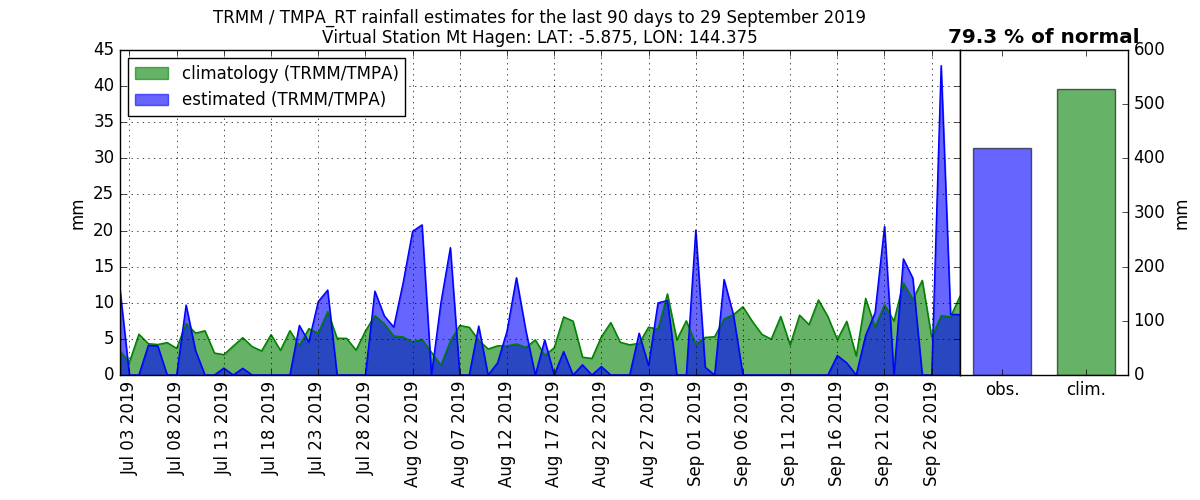 TRMM / TMPA_RT rainfall estimates for the last 90 days to 29 September 2019
Virtual Station Mt Hagen: LAT: -5.875, LON: 144.375
79.3 % of normal
climatology (TRMM/TMPA)
estimated (TRMM/TMPA)
45
40
35
30
25
20
15
10
5
0
mm
Jul 03 2019
Jul 08 2019
Jul 13 2019
Jul 18 2019
Jul 23 2019
Jul 28 2019
Aug 02 2019
Aug 07 2019
Aug 12 2019
Aug 17 2019
Aug 22 2019
Aug 27 2019
Sep 01 2019
Sep 06 2019
Sep 11 2019
Sep 16 2019
Sep 21 2019
Sep 26 2019
obs.
clim.
600
500
400
300
200
100
0
mm